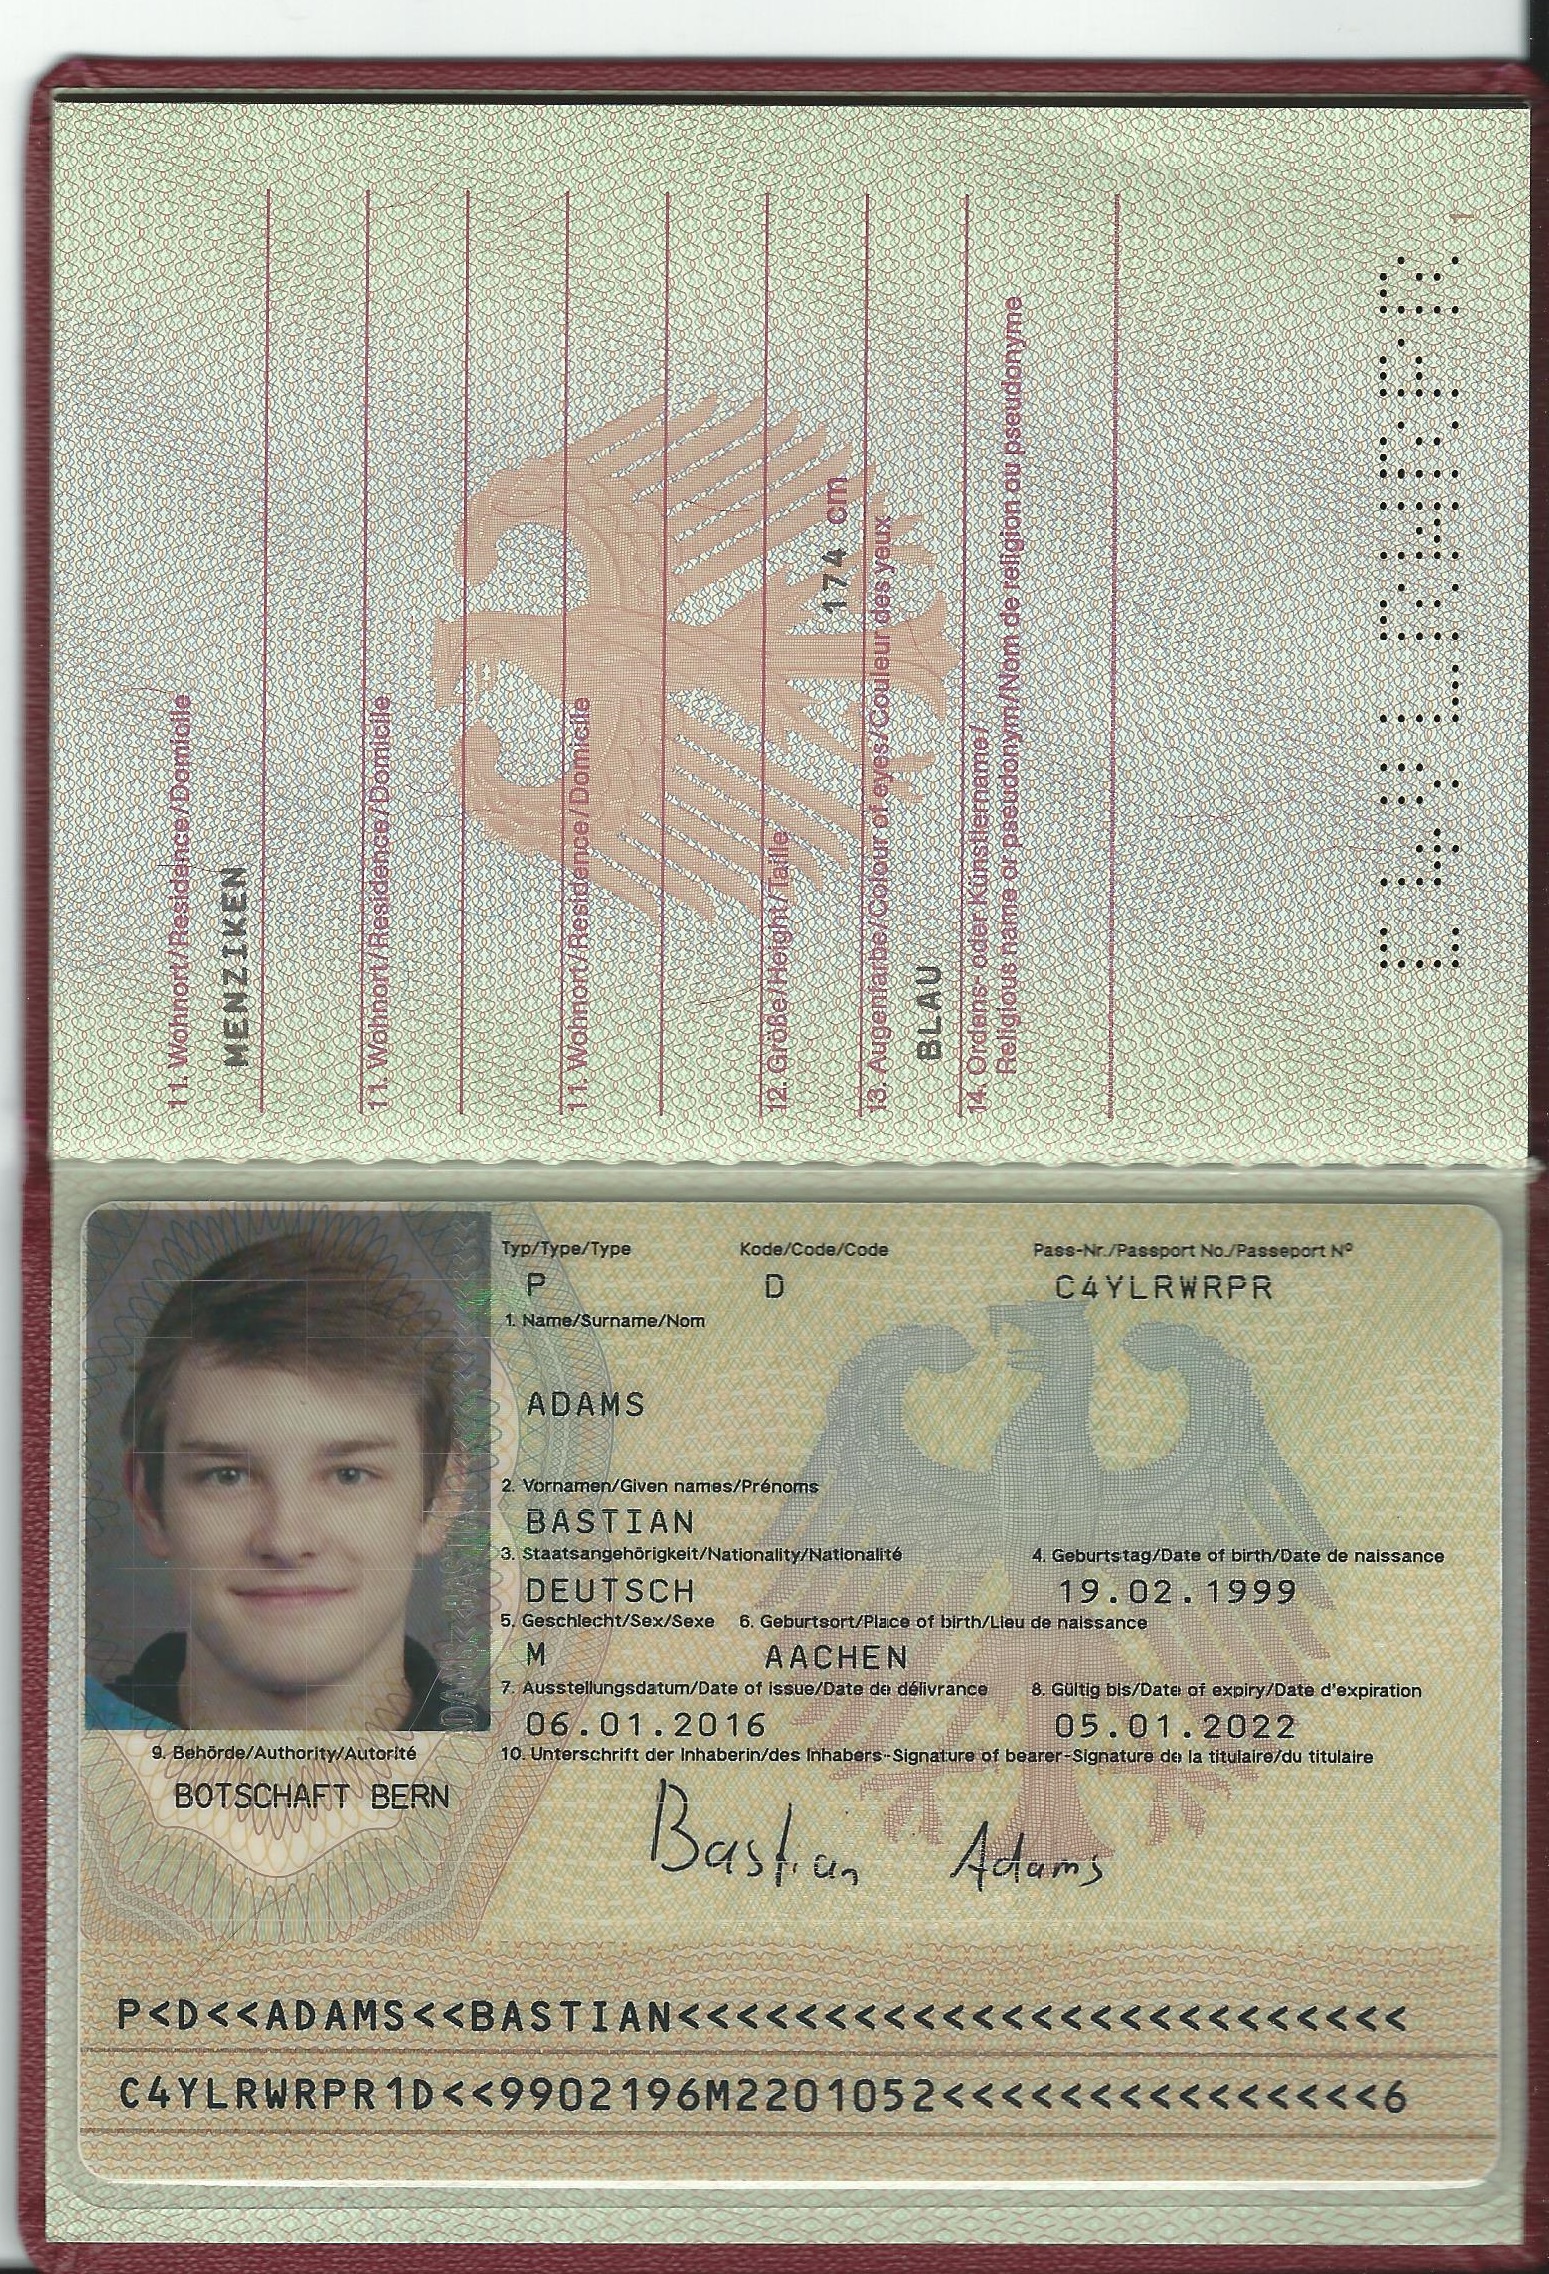 11. Wohnort/Residence/Domicile
MENZIKEN
11. Wohnort/Residence/Domicile
11. Wohnort/Residence/Domicile
12. Größe/Height/Taille
174 cm
13. Augenfarbe/Colour of eyes/Couleur des yeux
BLAU
14. Ordens- oder Künstlername/
Religious name or pseudonym/Nom de religion ou pseudonyme
C4YLRWRPR
1
Typ/Type/Type Kode/Code/Code Pass-Nr./Passport No./Passeport Nº
P D C4YLRWRPR
1. Name/Surname/Nom
ADAMS
2. Vornamen/Given names/Prénoms
BASTIAN
3. Staatsangehörigkeit/Nationality/Nationalité 4. Geburtstag/Date of birth/Date de naissance
DEUTSCH 19.02.1999
5. Geschlecht/Sex/Sexe 6. Geburtsort/Place of birth/Lieu de naissance
M AACHEN
7. Ausstellungsdatum/Date of issue/Date de délivrance 8. Gültig bis/Date of expiry/Date d'expiration
06.01.2016 05.01.2022
9. Behörde/Authority/Autorité 10. Unterschrift der Inhaberin/des Inhabers-Signature of bearer-Signature de la titulaire/du titulaire
BOTSCHAFT BERN
Bastian Adams
P<D<<ADAMS<<BASTIAN<<<<<<<<<<<<<<<<<<<<<<<<<
C4YLRWRPR1D<<9902196M2201052<<<<<<<<<<<<<<<6